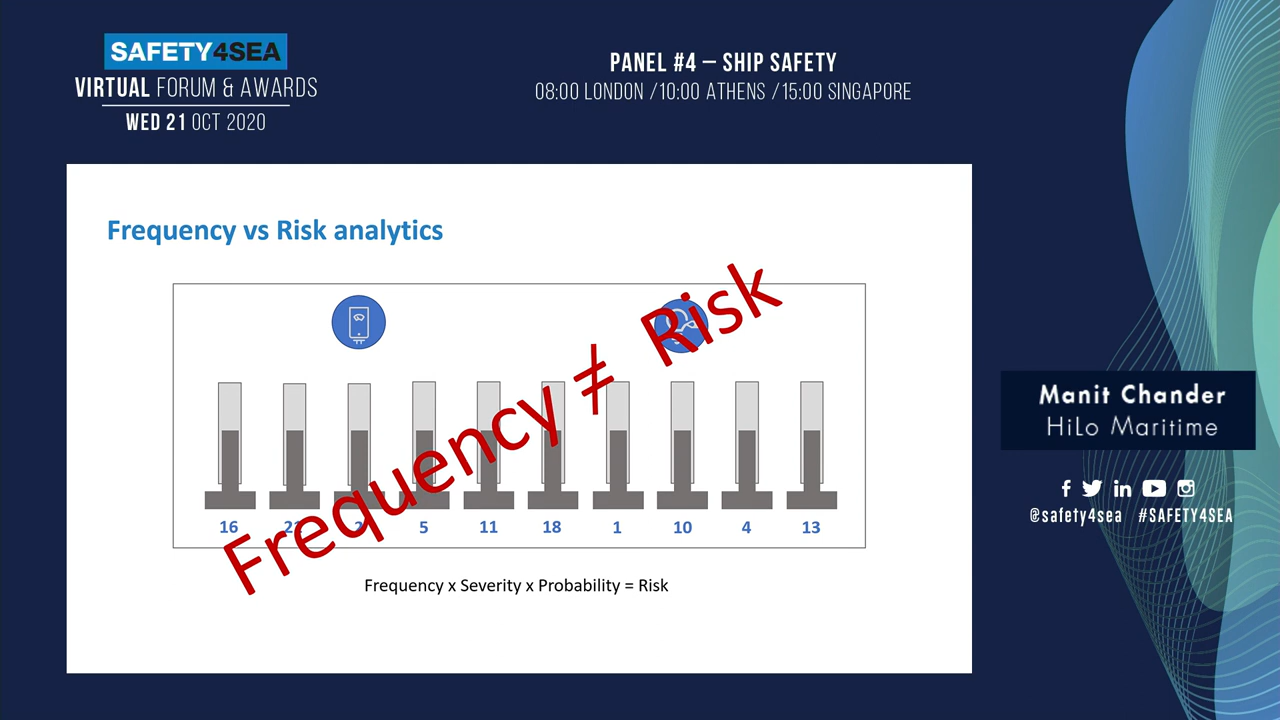 SAFETY4SEA
VIRTUAL FORUM & AWARDS
WED 21 OCT 2020
PANEL #4 – SHIP SAFETY
08:00 LONDON /10:00 ATHENS /15:00 SINGAPORE
Frequency vs Risk analytics
Frequency ≠ Risk
16 5 11 18 1 10 4 13
Frequency x Severity x Probability = Risk
Manit Chander
HiLo Maritime
@safety4sea #SAFETY4SEA